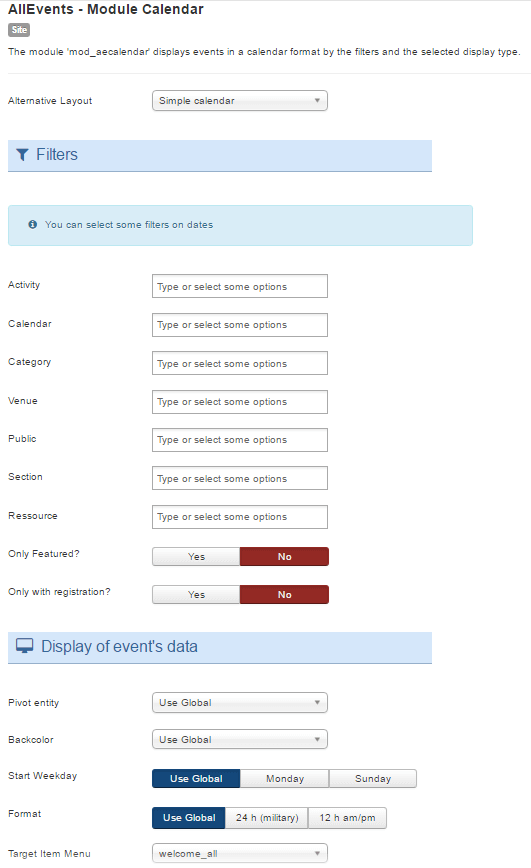 AllEvents - Module Calendar
Site
The module 'mod_aecalendar' displays events in a calendar format by the filters and the selected display type.
Alternative Layout Simple calendar
Filters
You can select some filters on dates
Activity Type or select some options
Calendar Type or select some options
Category Type or select some options
Venue Type or select some options
Public Type or select some options
Section Type or select some options
Ressource Type or select some options
Only Featured? Yes No
Only with registration? Yes No
Display of event's data
Pivot entity Use Global
Backcolor Use Global
Start Weekday Use Global Monday Sunday
Format Use Global 24 h (military) 12 h am/pm
Target Item Menu welcome_all